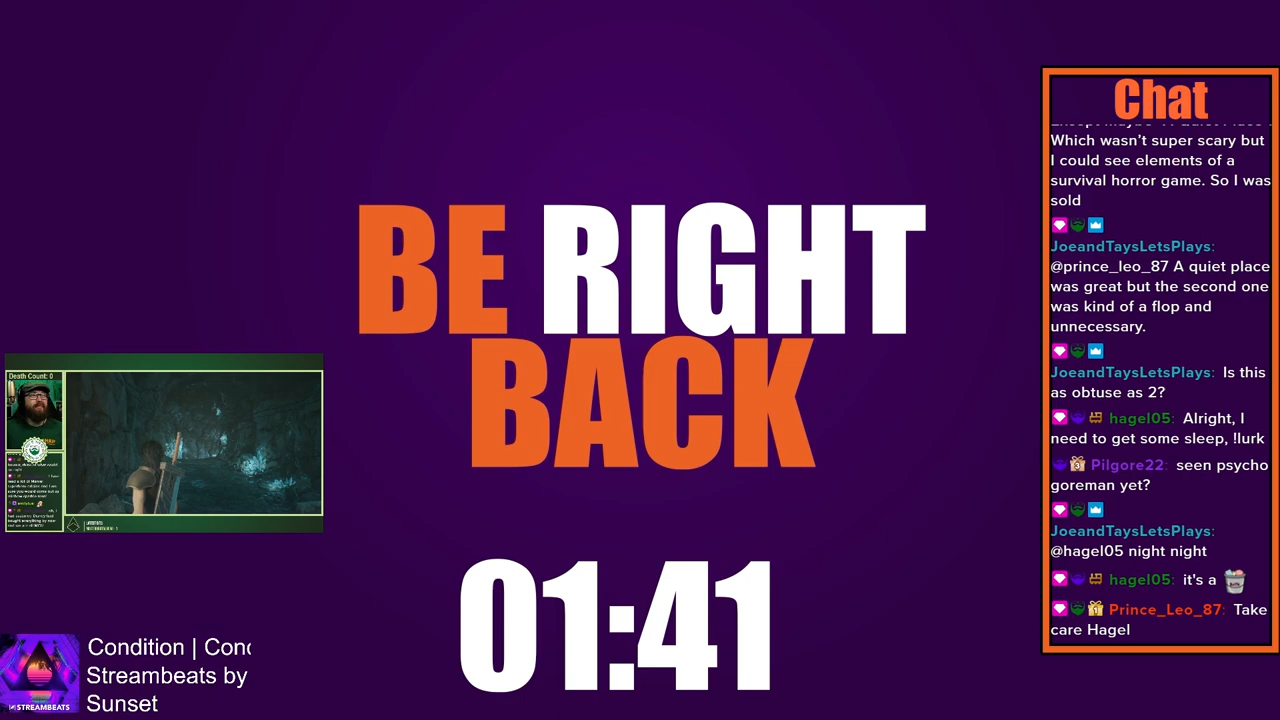 BE RIGHT
BACK
01:41
Death Count: 0
Condition | Con
Streambeats by
Sunset
STREAMBEATS
Chat
Which wasn't super scary but
I could see elements of a
survival horror game. So I was
sold
JoeandTaysLetsPlays:
@prince_leo_87 A quiet place
was great but the second one
was kind of a flop and
unnecessary.
JoeandTaysLetsPlays: Is this
as obtuse as 2?
hagel05: Alright, I
need to get some sleep, !lurk
Pilgore22: seen psycho
goreman yet?
JoeandTaysLetsPlays:
@hagel05 night night
hagel05: it's a
Prince_Leo_87: Take
care Hagel